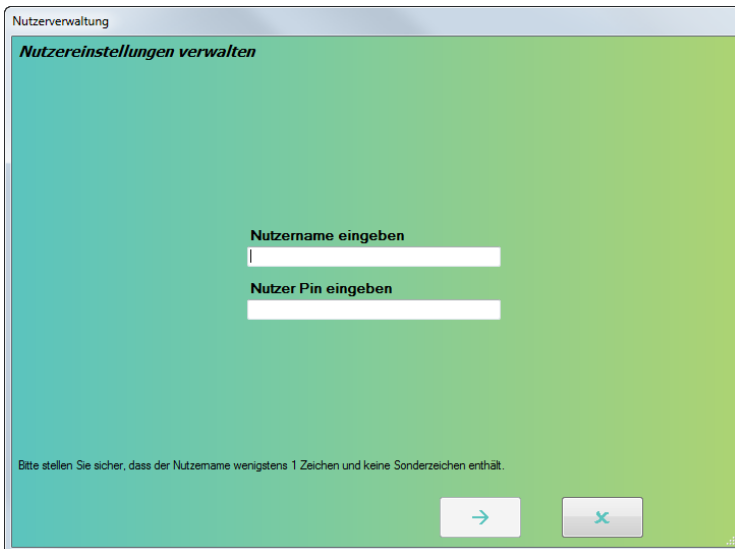 Nutzerverwaltung
Nutzereinstellungen verwalten
Nutzername eingeben
Nutzer Pin eingeben
Bitte stellen Sie sicher, dass der Nutzername wenigstens 1 Zeichen und keine Sonderzeichen enthält.